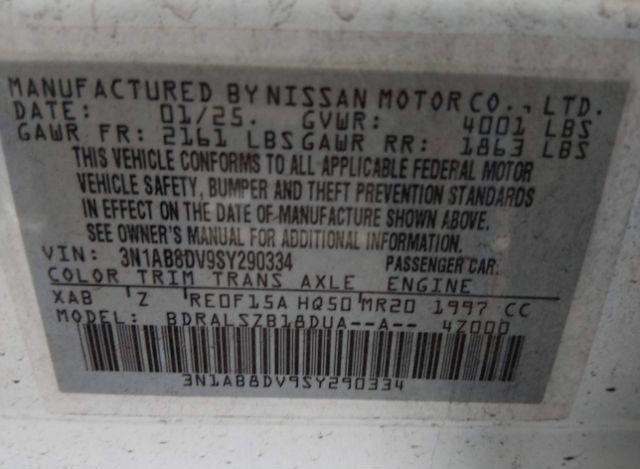 MANUFACTURED BY NISSAN MOTOR CO., LTD.
DATE: 01/25. GVWR: 4001 LBS
GAWR FR: 2161 LBS GAWR RR: 1863 LBS
THIS VEHICLE CONFORMS TO ALL APPLICABLE FEDERAL MOTOR
VEHICLE SAFETY, BUMPER AND THEFT PREVENTION STANDARDS
IN EFFECT ON THE DATE OF MANUFACTURE SHOWN ABOVE.
SEE OWNER'S MANUAL FOR ADDITIONAL INFORMATION.
VIN: 3N1AB8DV9SY290334 PASSENGER CAR.
COLOR TRIM TRANS AXLE ENGINE
XAB Z RE0F15A HQ50 MR20 1997 CC
MODEL: BDRALSZB18DUA--A-- 4Z000
3N1AB8DV9SY290334